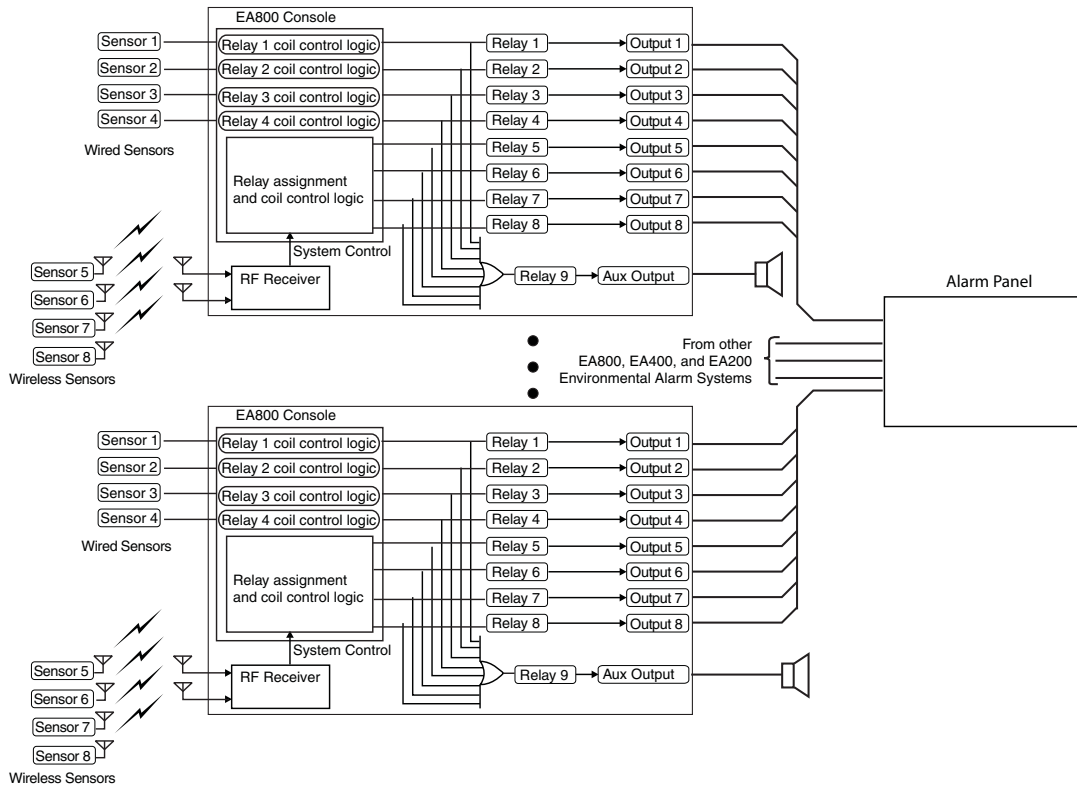 EA800 Console
Sensor 1
Relay 1 coil control logic
Relay 1
Output 1
Sensor 2
Relay 2 coil control logic
Relay 2
Output 2
Sensor 3
Relay 3 coil control logic
Relay 3
Output 3
Sensor 4
Relay 4 coil control logic
Relay 4
Output 4
Wired Sensors
Relay assignment
and coil control logic
Relay 5
Output 5
Relay 6
Output 6
Relay 7
Output 7
Relay 8
Output 8
System Control
Sensor 5
Sensor 6
Sensor 7
Sensor 8
Wireless Sensors
RF Receiver
Relay 9
Aux Output
Alarm Panel
From other
EA800, EA400, and EA200
Environmental Alarm Systems
EA800 Console
Sensor 1
Relay 1 coil control logic
Relay 1
Output 1
Sensor 2
Relay 2 coil control logic
Relay 2
Output 2
Sensor 3
Relay 3 coil control logic
Relay 3
Output 3
Sensor 4
Relay 4 coil control logic
Relay 4
Output 4
Wired Sensors
Relay assignment
and coil control logic
Relay 5
Output 5
Relay 6
Output 6
Relay 7
Output 7
Relay 8
Output 8
System Control
Sensor 5
Sensor 6
Sensor 7
Sensor 8
Wireless Sensors
RF Receiver
Relay 9
Aux Output